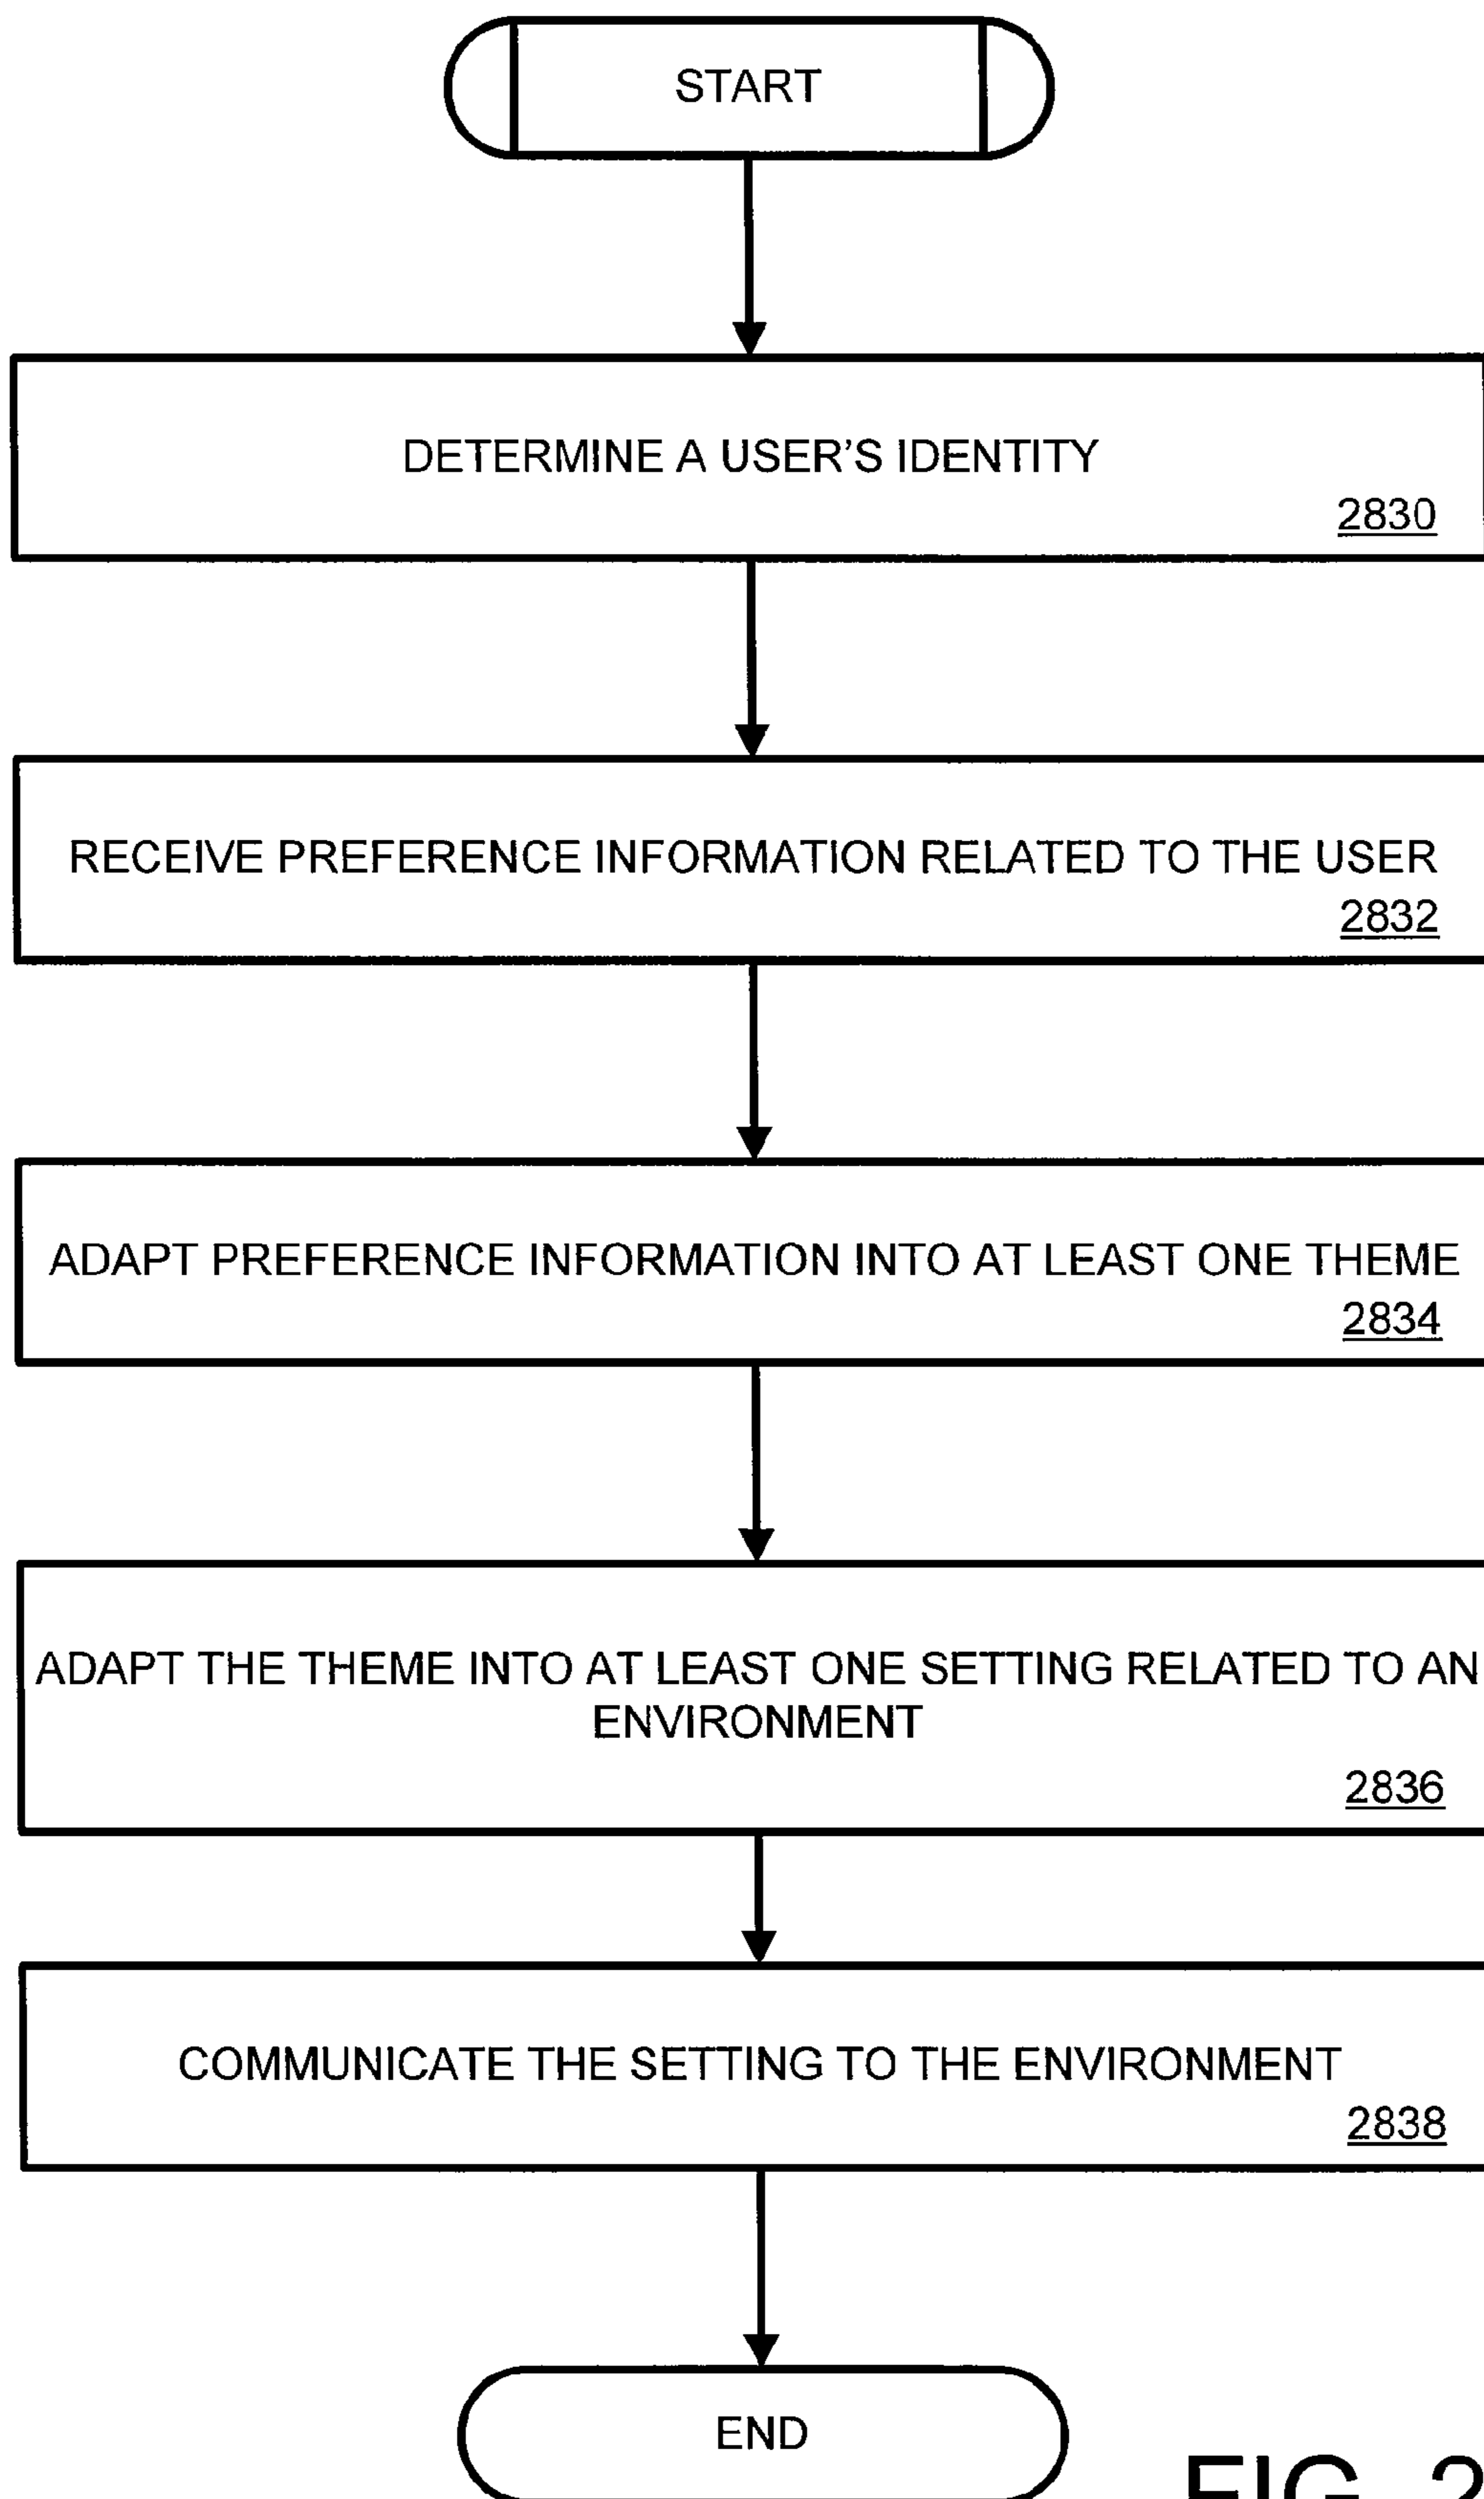 START
DETERMINE A USER'S IDENTITY
2830
RECEIVE PREFERENCE INFORMATION RELATED TO THE USER
2832
ADAPT PREFERENCE INFORMATION INTO AT LEAST ONE THEME
2834
ADAPT THE THEME INTO AT LEAST ONE SETTING RELATED TO AN
ENVIRONMENT
2836
COMMUNICATE THE SETTING TO THE ENVIRONMENT
2838
END
FIG. 2